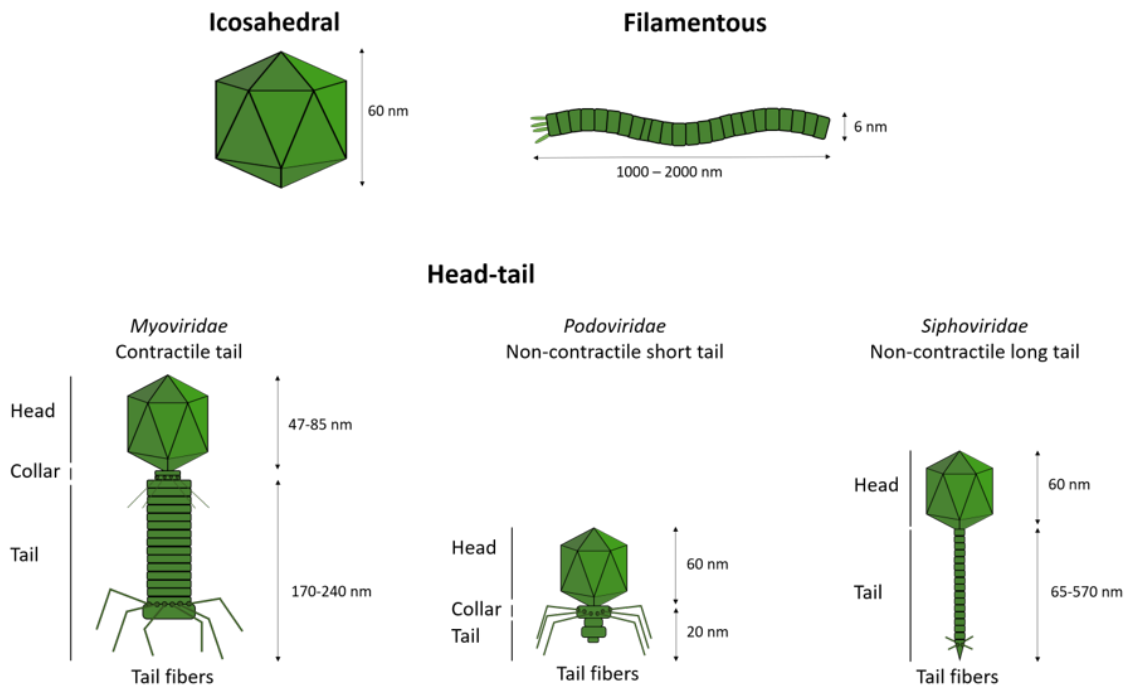 Icosahedral
60 nm
Filamentous
6 nm
1000 – 2000 nm
Head-tail
Myoviridae
Contractile tail
Head
47-85 nm
Collar
Tail
170-240 nm
Tail fibers
Podoviridae
Non-contractile short tail
Head
60 nm
Collar
Tail
20 nm
Tail fibers
Siphoviridae
Non-contractile long tail
Head
60 nm
Tail
65-570 nm
Tail fibers